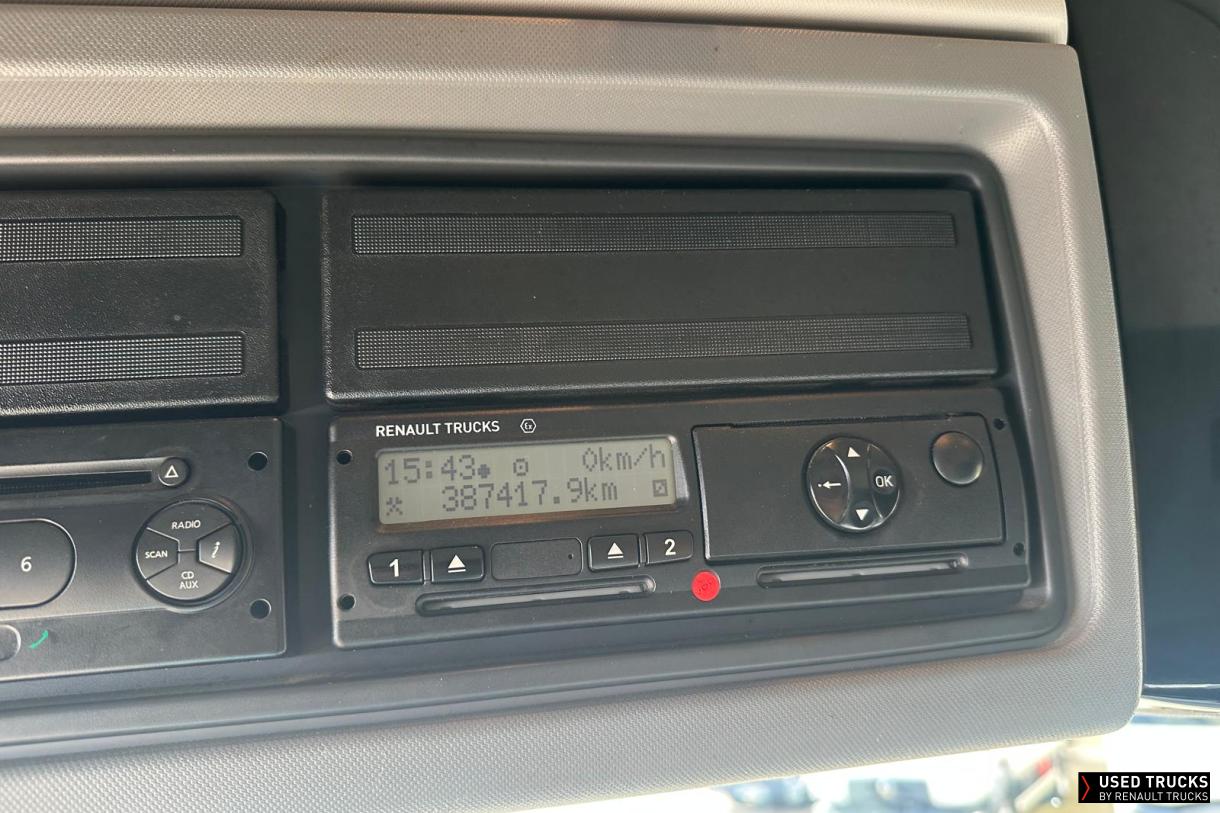 RENAULT TRUCKS
Ex
15:43 0km/h
387417.9km
1
2
OK
RADIO
SCAN
i
CD
AUX
6
USED TRUCKS
BY RENAULT TRUCKS